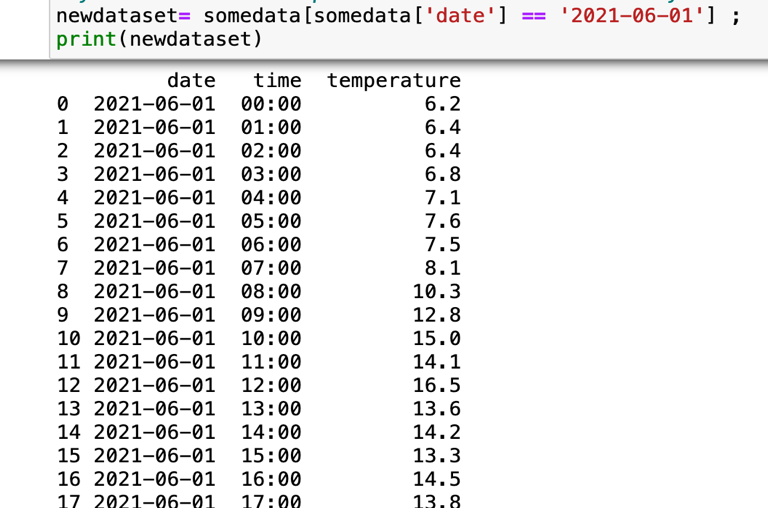 newdataset= somedata[somedata['date'] == '2021-06-01'] ;
print(newdataset)
date time temperature
0 2021-06-01 00:00 6.2
1 2021-06-01 01:00 6.4
2 2021-06-01 02:00 6.4
3 2021-06-01 03:00 6.8
4 2021-06-01 04:00 7.1
5 2021-06-01 05:00 7.6
6 2021-06-01 06:00 7.5
7 2021-06-01 07:00 8.1
8 2021-06-01 08:00 10.3
9 2021-06-01 09:00 12.8
10 2021-06-01 10:00 15.0
11 2021-06-01 11:00 14.1
12 2021-06-01 12:00 16.5
13 2021-06-01 13:00 13.6
14 2021-06-01 14:00 14.2
15 2021-06-01 15:00 13.3
16 2021-06-01 16:00 14.5
17 2021-06-01 17:00 13.8